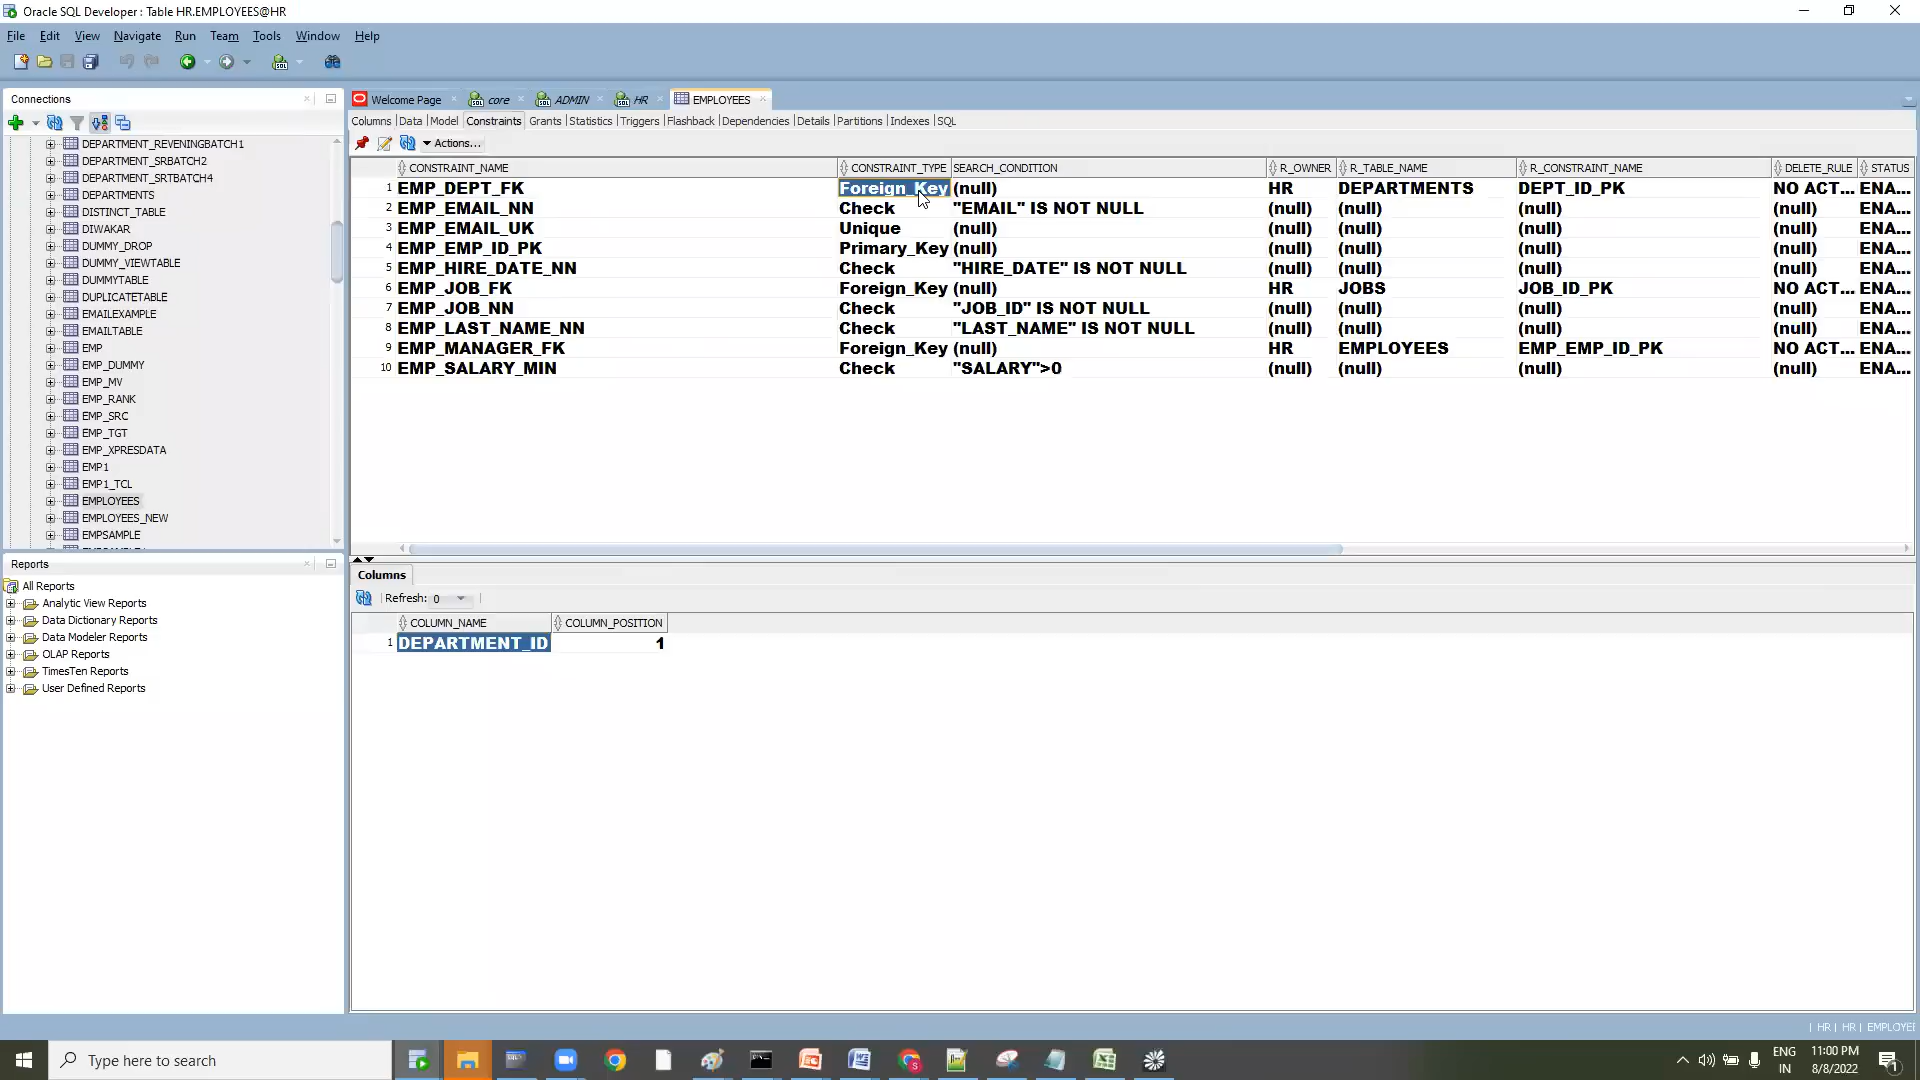 Oracle SQL Developer : Table HR.EMPLOYEES@HR
File Edit View Navigate Run Team Tools Window Help
Connections
DEPARTMENT_REVENINGBATCH1
DEPARTMENT_SRBATCH2
DEPARTMENT_SRTBATCH4
DEPARTMENTS
DISTINCT_TABLE
DIWAKAR
DUMMY_DROP
DUMMY_VIEWTABLE
DUMMYTABLE
DUPLICATETABLE
EMAILEXAMPLE
EMAILTABLE
EMP
EMP_DUMMY
EMP_MV
EMP_RANK
EMP_SRC
EMP_TGT
EMP_XPRESDATA
EMP1
EMP1_TCL
EMPLOYEES
EMPLOYEES_NEW
EMPSAMPLE
Reports
All Reports
Analytic View Reports
Data Dictionary Reports
Data Modeler Reports
OLAP Reports
TimesTen Reports
User Defined Reports
Welcome Page core ADMIN HR EMPLOYEES
Columns Data Model Constraints Grants Statistics Triggers Flashback Dependencies Details Partitions Indexes SQL
Actions...
CONSTRAINT_NAME CONSTRAINT_TYPE SEARCH_CONDITION R_OWNER R_TABLE_NAME R_CONSTRAINT_NAME DELETE_RULE STATUS
1 EMP_DEPT_FK Foreign_Key (null) HR DEPARTMENTS DEPT_ID_PK NO ACT... ENA...
2 EMP_EMAIL_NN Check "EMAIL" IS NOT NULL (null) (null) (null) (null) ENA...
3 EMP_EMAIL_UK Unique (null) (null) (null) (null) (null) ENA...
4 EMP_EMP_ID_PK Primary_Key (null) (null) (null) (null) (null) ENA...
5 EMP_HIRE_DATE_NN Check "HIRE_DATE" IS NOT NULL (null) (null) (null) (null) ENA...
6 EMP_JOB_FK Foreign_Key (null) HR JOBS JOB_ID_PK NO ACT... ENA...
7 EMP_JOB_NN Check "JOB_ID" IS NOT NULL (null) (null) (null) (null) ENA...
8 EMP_LAST_NAME_NN Check "LAST_NAME" IS NOT NULL (null) (null) (null) (null) ENA...
9 EMP_MANAGER_FK Foreign_Key (null) HR EMPLOYEES EMP_EMP_ID_PK NO ACT... ENA...
10 EMP_SALARY_MIN Check "SALARY">0 (null) (null) (null) (null) ENA...
Columns
Refresh: 0
COLUMN_NAME COLUMN_POSITION
1 DEPARTMENT_ID 1
| HR | HR | EMPLOYEE
Type here to search
ENG
IN
11:00 PM
8/8/2022
1